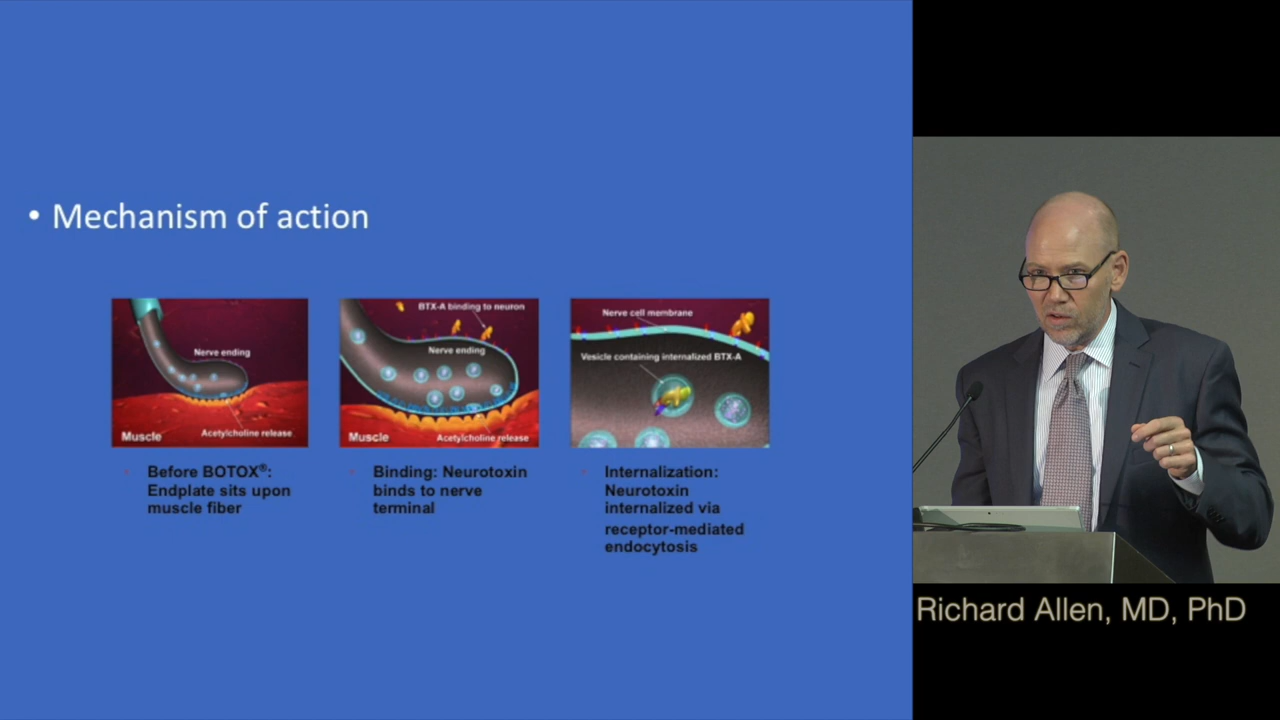 • Mechanism of action
Nerve ending
Acetylcholine release
Muscle
BTX-A binding to neuron
Nerve ending
Muscle
Acetylcholine release
Nerve cell membrane
Vesicle containing internalized BTX-A
Before BOTOX®:
Endplate sits upon
muscle fiber
Binding: Neurotoxin
binds to nerve
terminal
Internalization:
Neurotoxin
internalized via
receptor-mediated
endocytosis
Richard Allen, MD, PhD